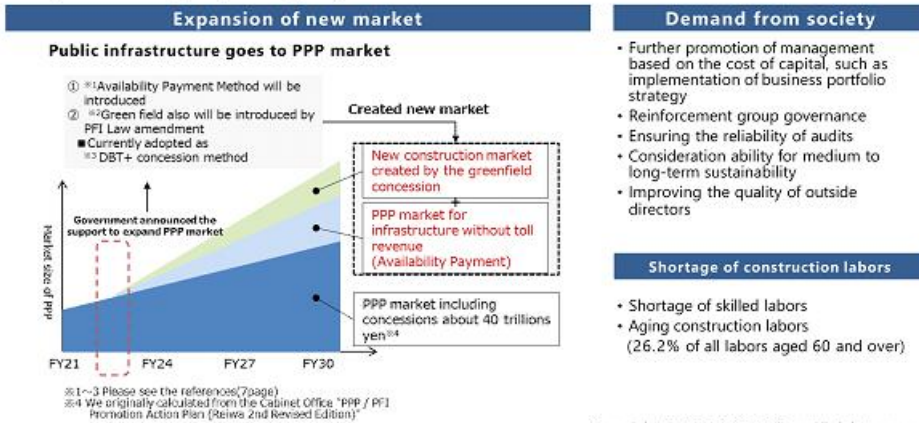 Expansion of new market
Public infrastructure goes to PPP market
① ※1Availability Payment Method will be
introduced
② ※2Green field also will be introduced by
PFI Law amendment
■ Currently adopted as
※3 DBT+ concession method
Created new market
New construction market
created by the greenfield
concession
+
PPP market for
infrastructure without toll
revenue
(Availability Payment)
Government announced the
support to expand PPP market
Market size of PPP
PPP market including
concessions about 40 trillions
yen※4
FY21 FY24 FY27 FY30
※1～3 Please see the references(7page)
※4 We originally calculated from the Cabinet Office "PPP / PFI
Promotion Action Plan (Reiwa 2nd Revised Edition)"
Demand from society
• Further promotion of management
based on the cost of capital, such as
implementation of business portfolio
strategy
• Reinforcement group governance
• Ensuring the reliability of audits
• Consideration ability for medium to
long-term sustainability
• Improving the quality of outside
directors
Shortage of construction labors
• Shortage of skilled labors
• Aging construction labors
(26.2% of all labors aged 60 and over)